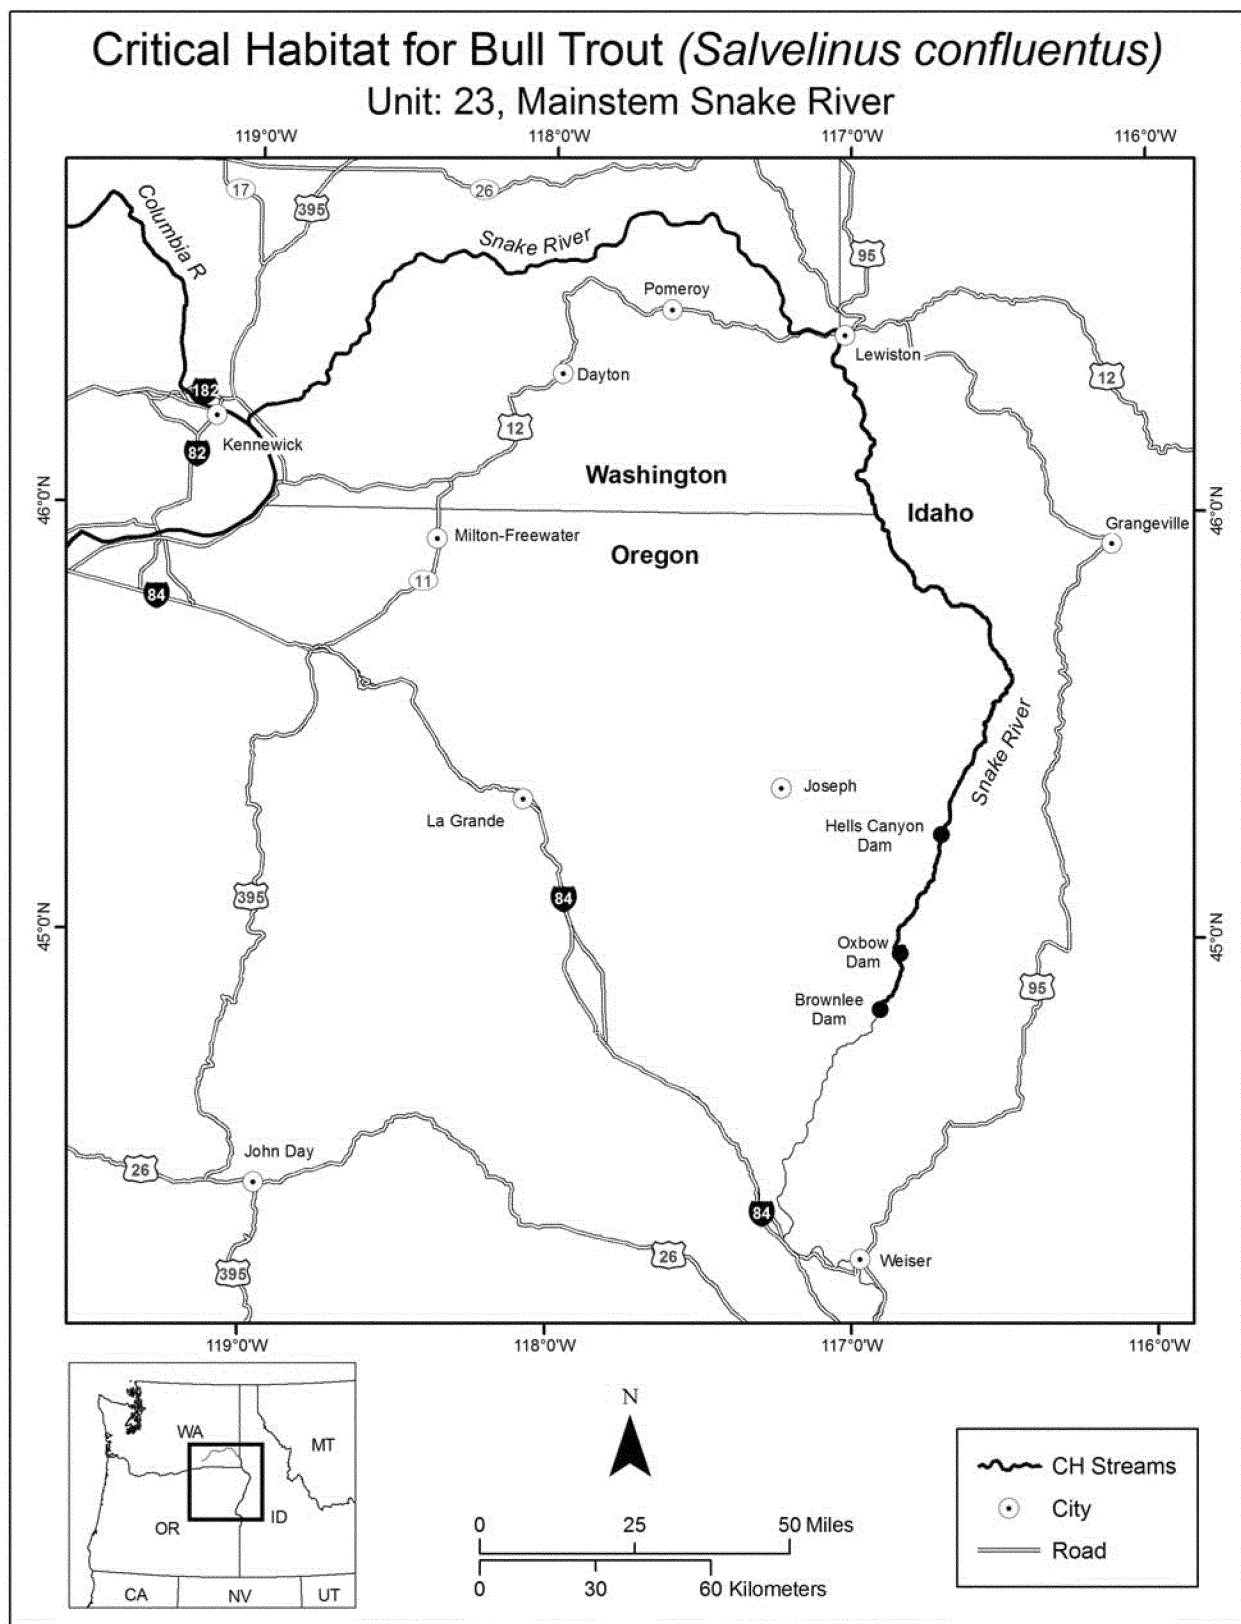 Critical Habitat for Bull Trout (Salvelinus confluentus)
Unit: 23, Mainstem Snake River
119°0'W
118°0'W
117°0'W
116°0'W
17
26
395
Columbia R
Snake River
95
Pomeroy
Lewiston
Dayton
12
182
12
Kennewick
82
Washington
46°0'N
Idaho
46°0'N
Grangeville
Milton-Freewater
Oregon
11
84
Snake River
Joseph
La Grande
Hells Canyon
Dam
395
84
45°0'N
Oxbow
Dam
45°0'N
95
Brownlee
Dam
John Day
26
84
26
Weiser
395
119°0'W
118°0'W
117°0'W
116°0'W
WA
MT
OR
ID
CA
NV
UT
N
0
25
50 Miles
0
30
60 Kilometers
CH Streams
City
Road